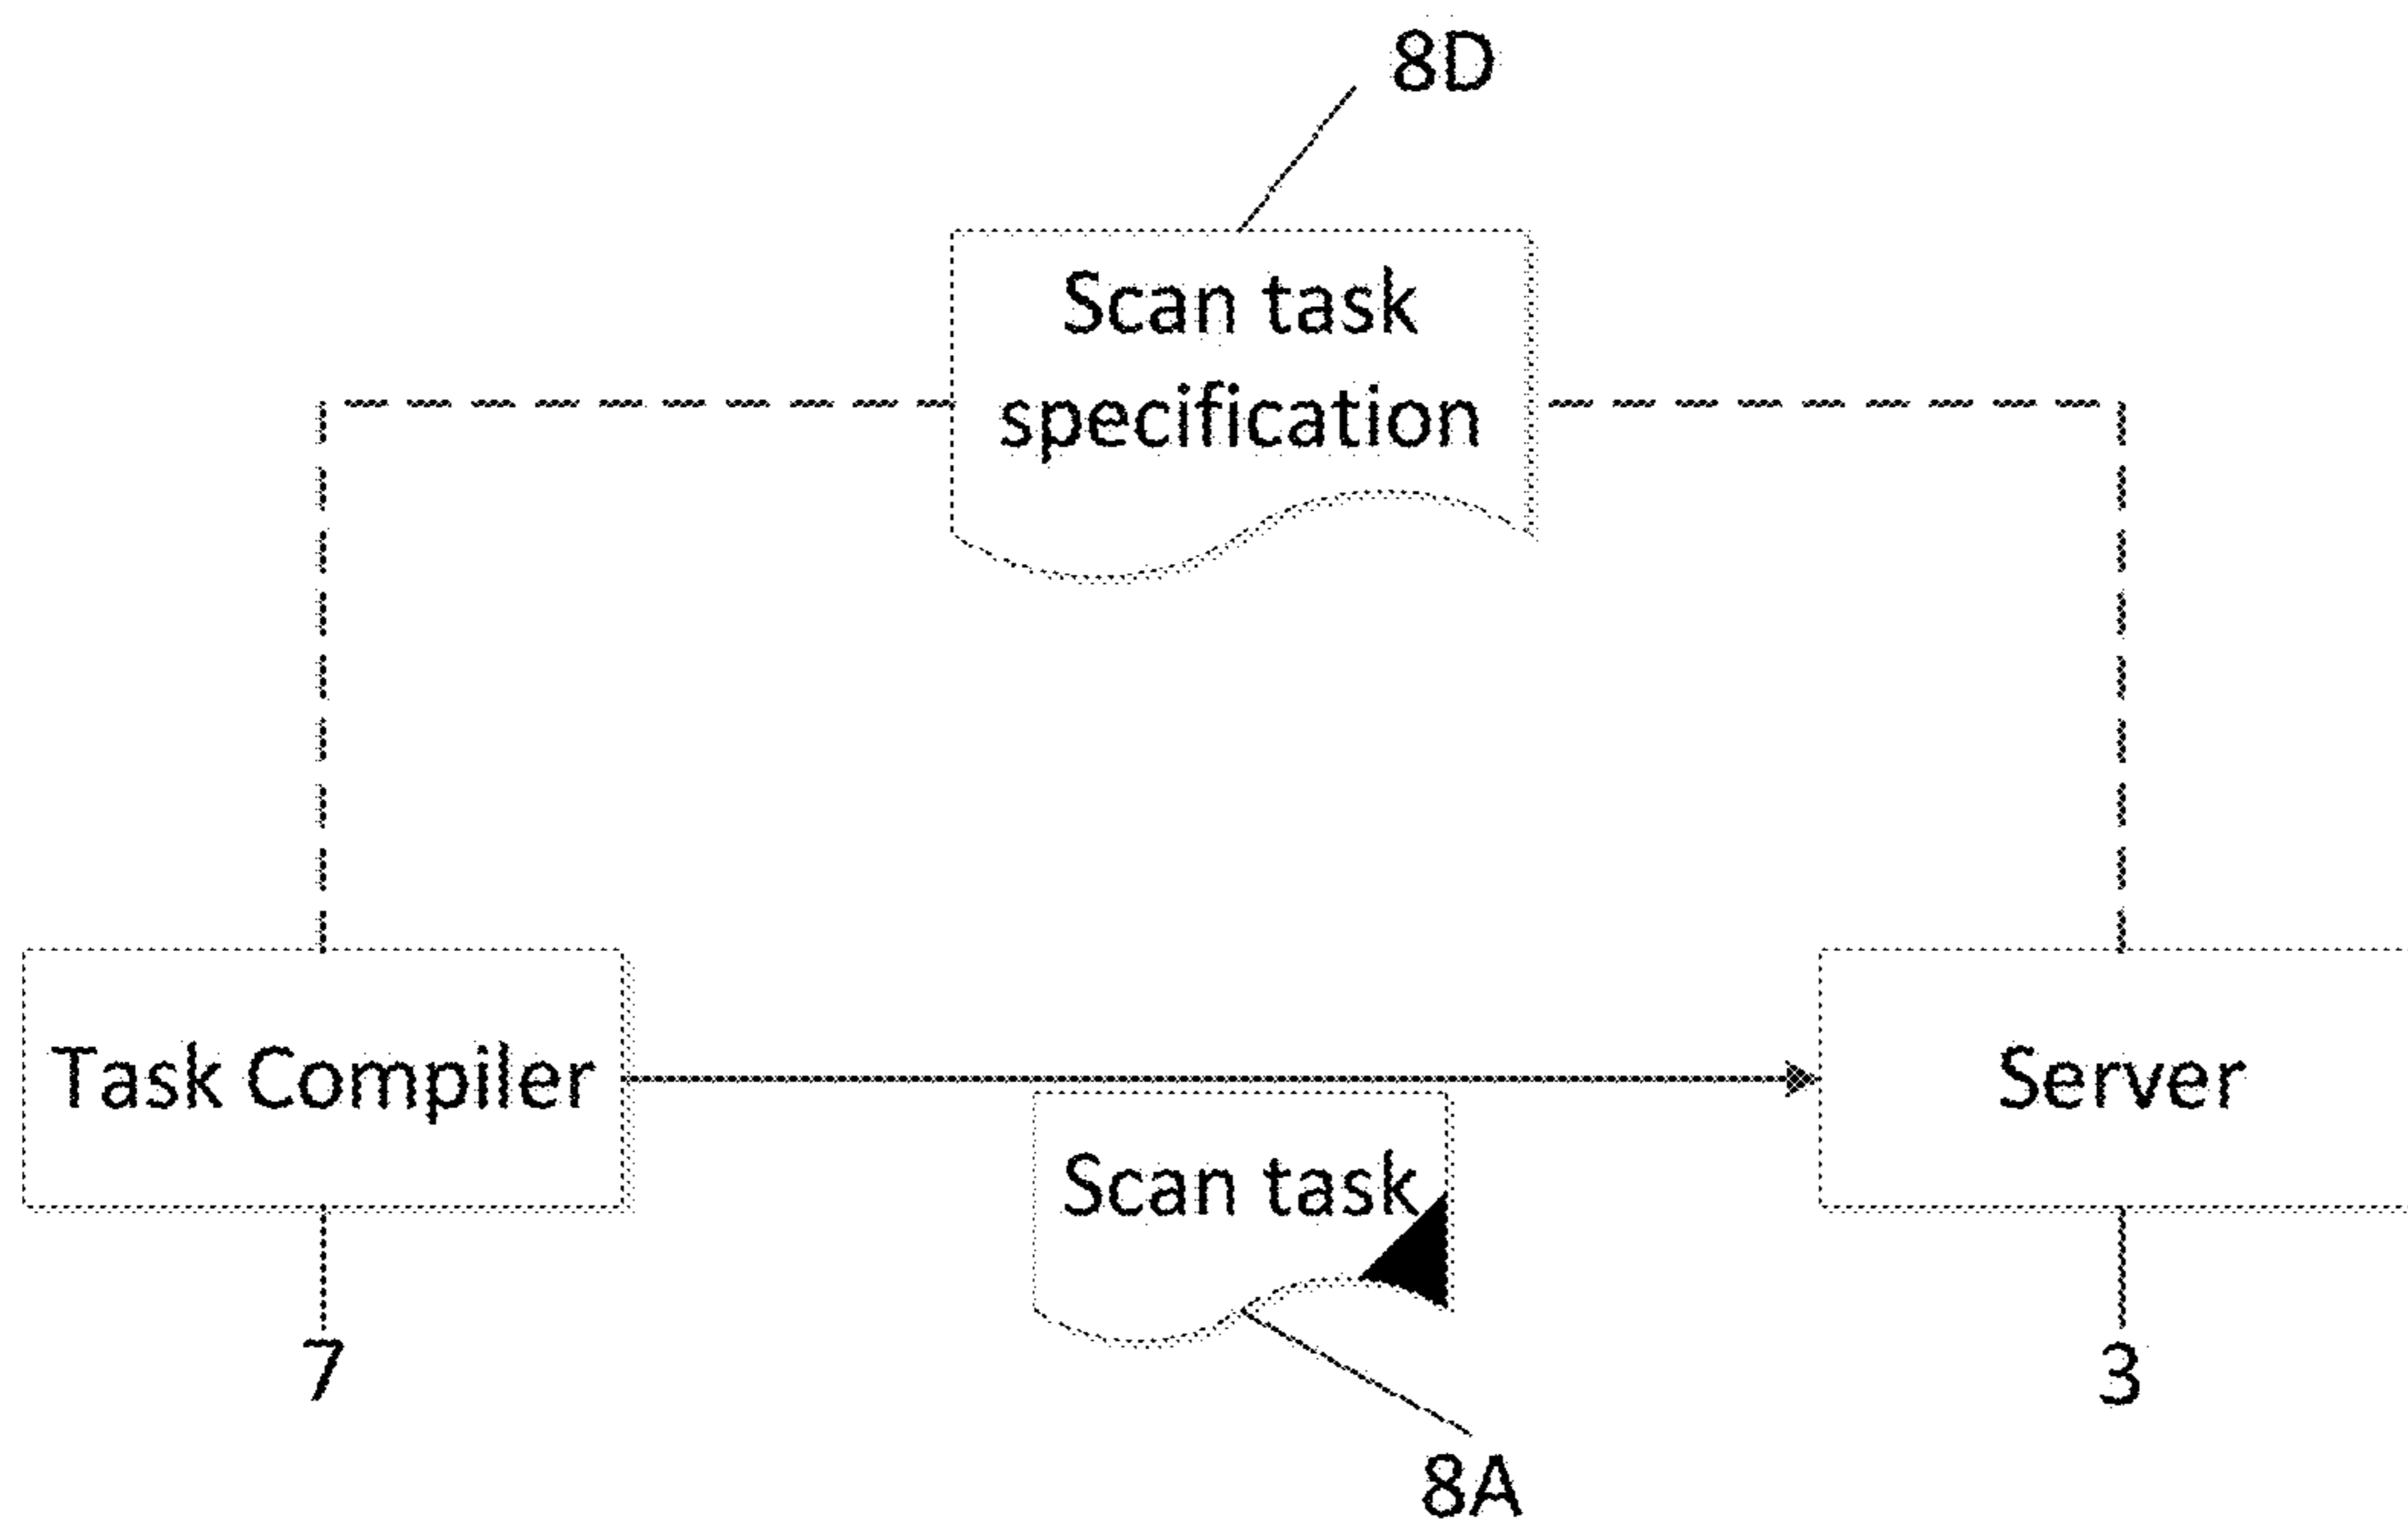 8D
Scan task
specification
Task Compiler
Server
Scan task
7
3
8A